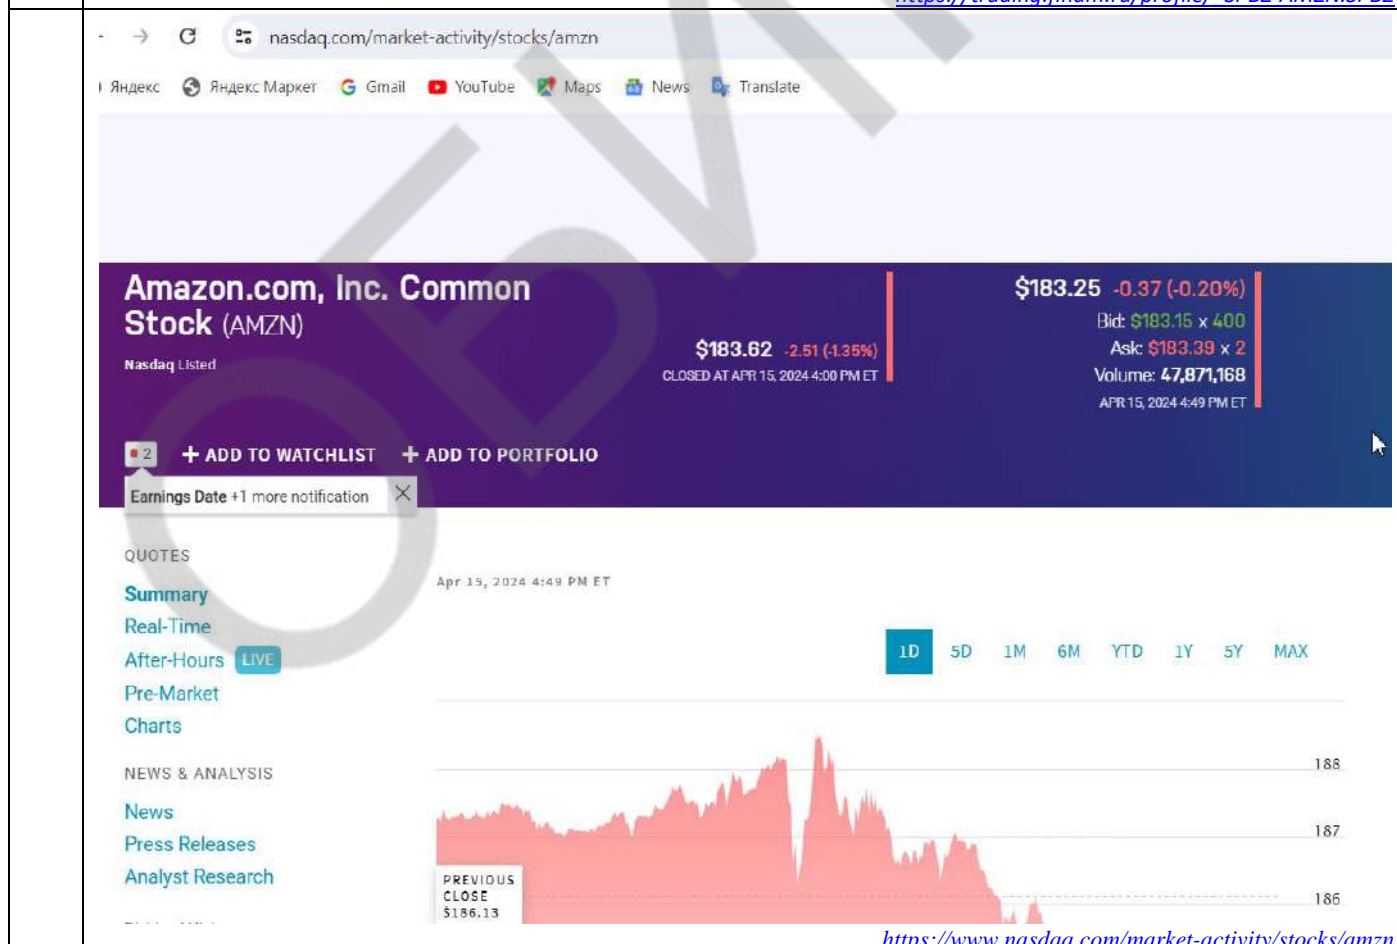 nasdaq.com/market-activity/stocks/amzn
Яндекс Яндекс Маркет Gmail YouTube Maps News Translate
Amazon.com, Inc. Common
Stock (AMZN)
Nasdaq Listed
$183.62 -2.51 (-1.35%)
CLOSED AT APR 15, 2024 4:00 PM ET
$183.25 -0.37 (-0.20%)
Bid: $183.15 x 400
Ask: $183.39 x 2
Volume: 47,871,168
APR 15, 2024 4:49 PM ET
2 + ADD TO WATCHLIST + ADD TO PORTFOLIO
Earnings Date +1 more notification
QUOTES
Summary
Real-Time
After-Hours LIVE
Pre-Market
Charts
NEWS & ANALYSIS
News
Press Releases
Analyst Research
Apr 15, 2024 4:49 PM ET
1D 5D 1M 6M YTD 1Y 5Y MAX
188
187
186
PREVIOUS
CLOSE
$186.13
https://www.nasdaq.com/market-activity/stocks/amzn